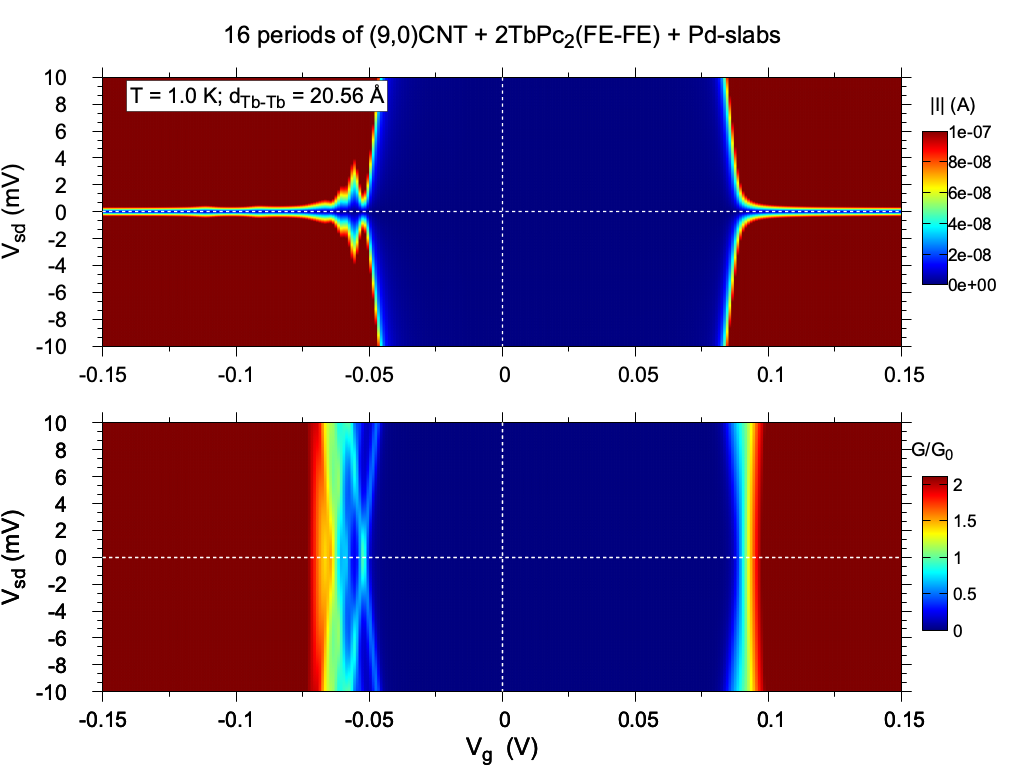 16 periods of (9,0)CNT + 2TbPc2(FE-FE) + Pd-slabs
T = 1.0 K; dTb-Tb = 20.56 Å
10
8
6
4
2
0
-2
-4
-6
-8
-10
Vsd (mV)
-0.15 -0.1 -0.05 0 0.05 0.1 0.15
|I| (A)
1e-07
8e-08
6e-08
4e-08
2e-08
0e+00
10
8
6
4
2
0
-2
-4
-6
-8
-10
Vsd (mV)
-0.15 -0.1 -0.05 0 0.05 0.1 0.15
Vg (V)
G/G0
2
1.5
1
0.5
0